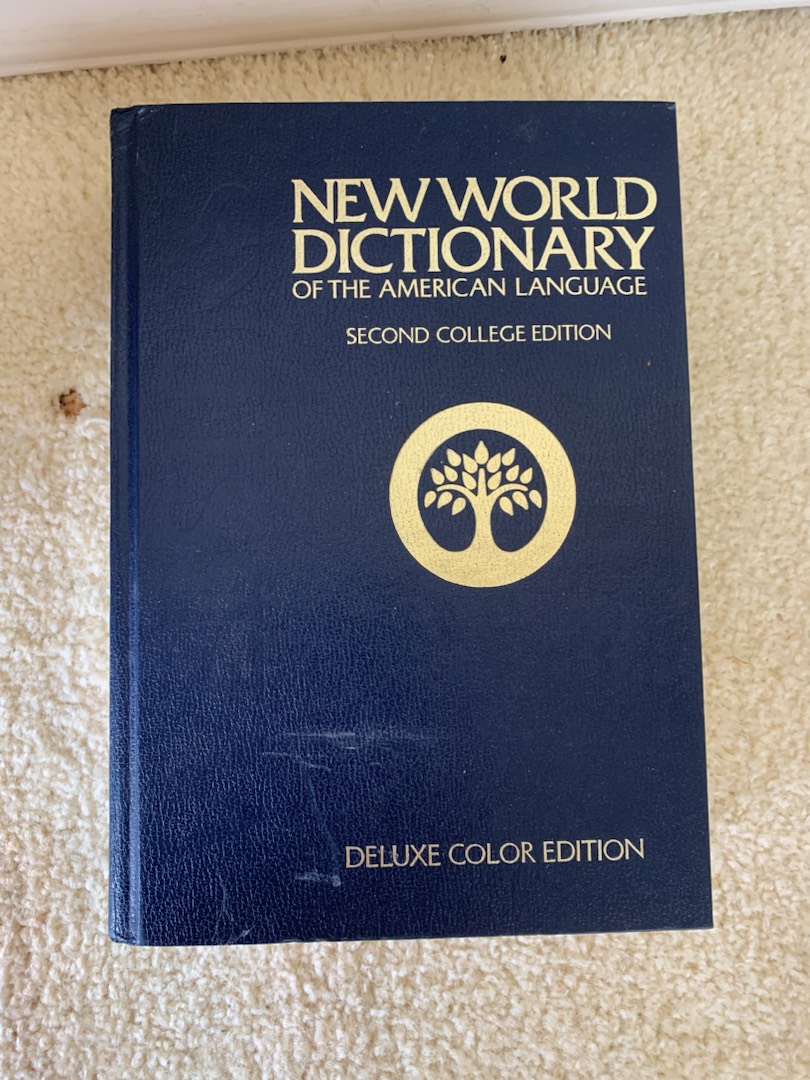 NEW WORLD
DICTIONARY
OF THE AMERICAN LANGUAGE
SECOND COLLEGE EDITION
DELUXE COLOR EDITION